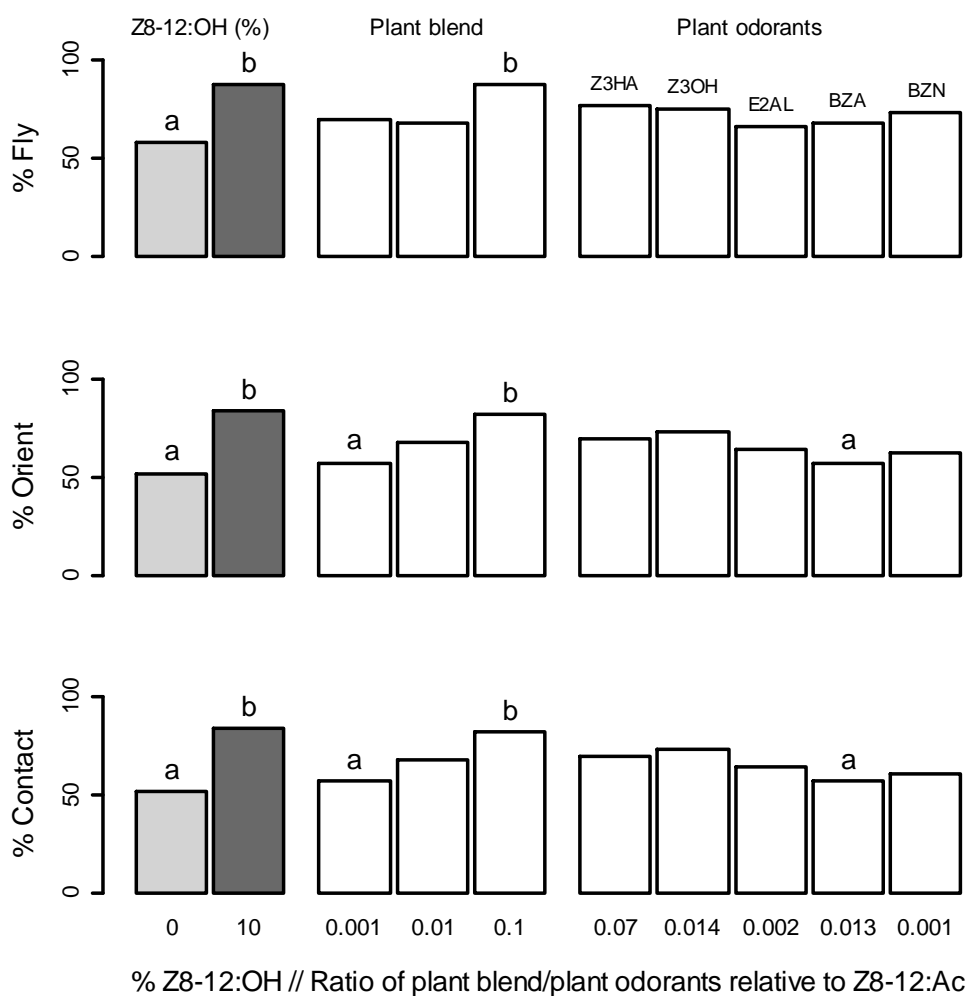 Z8-12:OH (%) Plant blend Plant odorants
% Fly
100
50
0
a b b
Z3HA Z3OH E2AL BZA BZN
% Orient
100
50
0
a b a b a
% Contact
100
50
0
a b a b a
0 10 0.001 0.01 0.1 0.07 0.014 0.002 0.013 0.001
% Z8-12:OH // Ratio of plant blend/plant odorants relative to Z8-12:Ac